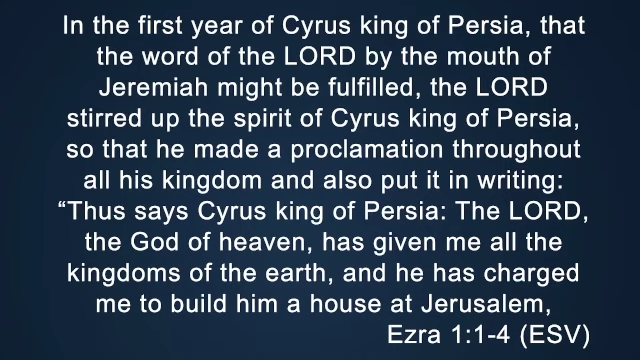 In the first year of Cyrus king of Persia, that
the word of the LORD by the mouth of
Jeremiah might be fulfilled, the LORD
stirred up the spirit of Cyrus king of Persia,
so that he made a proclamation throughout
all his kingdom and also put it in writing:
“Thus says Cyrus king of Persia: The LORD,
the God of heaven, has given me all the
kingdoms of the earth, and he has charged
me to build him a house at Jerusalem,
Ezra 1:1-4 (ESV)